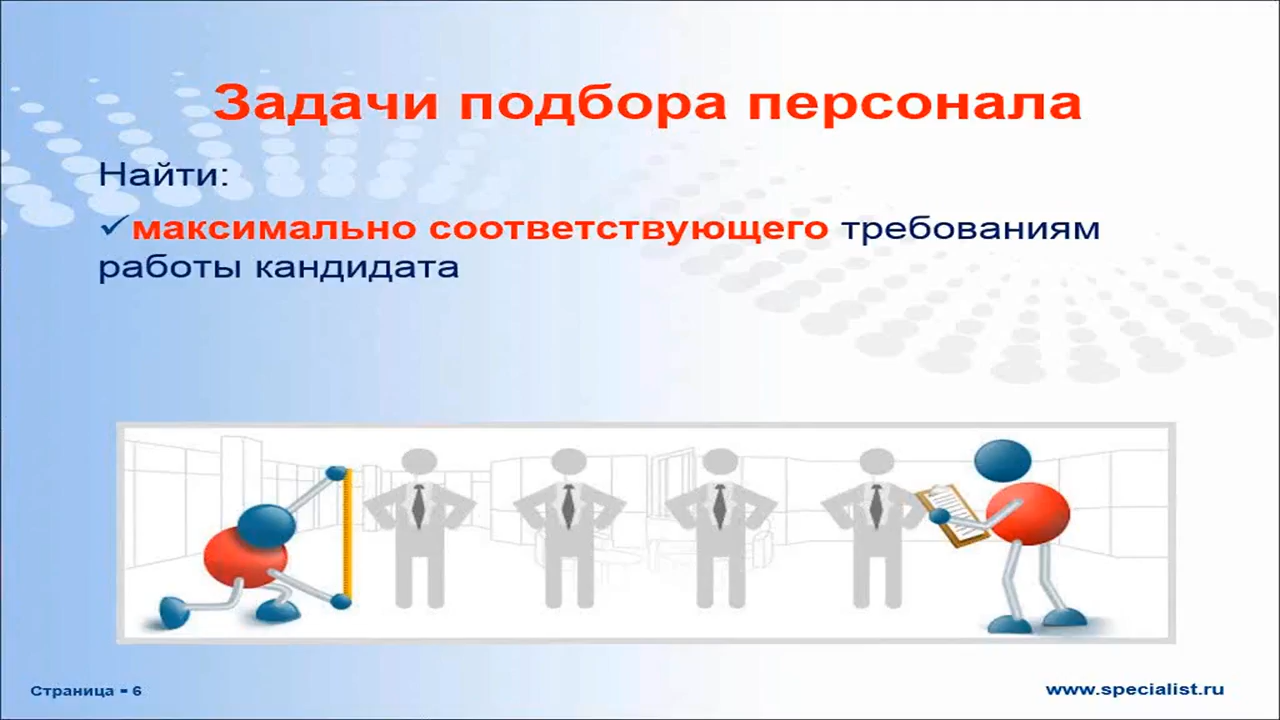 Задачи подбора персонала
Найти:
✓максимально соответствующего требованиям
работы кандидата
Страница - 6
www.specialist.ru